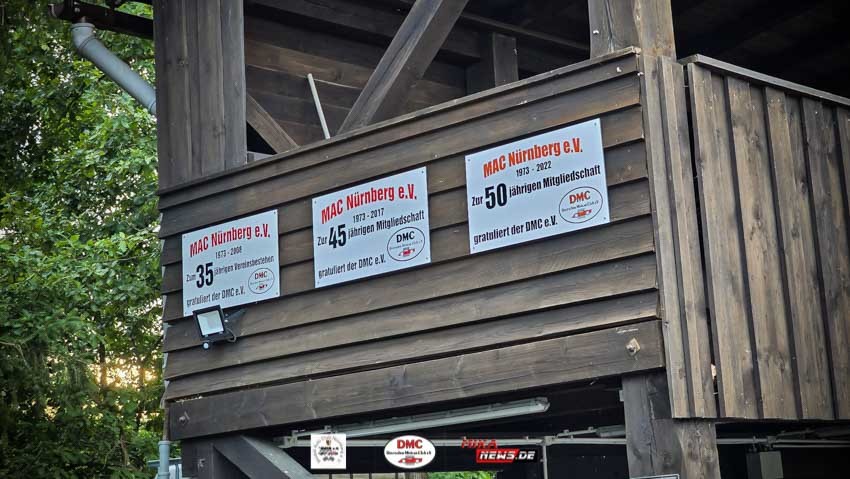 MAC Nürnberg e.V.
1973 - 2008
Zum 35 jährigen Vereinsbestehen
gratuliert der DMC e.V.
DMC
MAC Nürnberg e.V.
1973 - 2017
Zur 45 jährigen Mitgliedschaft
gratuliert der DMC e.V.
DMC
MAC Nürnberg e.V.
1973 - 2022
Zur 50 jährigen Mitgliedschaft
gratuliert der DMC e.V.
DMC
DMC
NEWS.DE